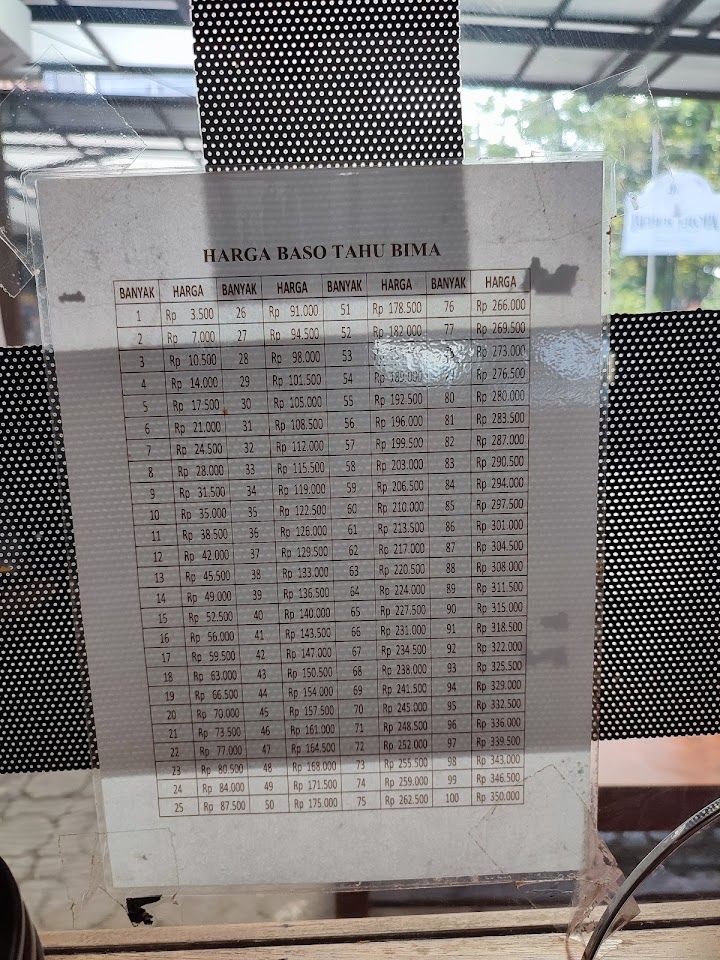 HARGA BASO TAHU BIMA
BANYAK HARGA BANYAK HARGA BANYAK HARGA BANYAK HARGA
1 Rp 3.500 26 Rp 91.000 51 Rp 178.500 76 Rp 266.000
2 Rp 7.000 27 Rp 94.500 52 Rp 182.000 77 Rp 269.500
3 Rp 10.500 28 Rp 98.000 53 Rp 273.000
4 Rp 14.000 29 Rp 101.500 54 Rp 189.000 Rp 276.500
5 Rp 17.500 30 Rp 105.000 55 Rp 192.500 80 Rp 280.000
6 Rp 21.000 31 Rp 108.500 56 Rp 196.000 81 Rp 283.500
7 Rp 24.500 32 Rp 112.000 57 Rp 199.500 82 Rp 287.000
8 Rp 28.000 33 Rp 115.500 58 Rp 203.000 83 Rp 290.500
9 Rp 31.500 34 Rp 119.000 59 Rp 206.500 84 Rp 294.000
10 Rp 35.000 35 Rp 122.500 60 Rp 210.000 85 Rp 297.500
11 Rp 38.500 36 Rp 126.000 61 Rp 213.500 86 Rp 301.000
12 Rp 42.000 37 Rp 129.500 62 Rp 217.000 87 Rp 304.500
13 Rp 45.500 38 Rp 133.000 63 Rp 220.500 88 Rp 308.000
14 Rp 49.000 39 Rp 136.500 64 Rp 224.000 89 Rp 311.500
15 Rp 52.500 40 Rp 140.000 65 Rp 227.500 90 Rp 315.000
16 Rp 56.000 41 Rp 143.500 66 Rp 231.000 91 Rp 318.500
17 Rp 59.500 42 Rp 147.000 67 Rp 234.500 92 Rp 322.000
18 Rp 63.000 43 Rp 150.500 68 Rp 238.000 93 Rp 325.500
19 Rp 66.500 44 Rp 154.000 69 Rp 241.500 94 Rp 329.000
20 Rp 70.000 45 Rp 157.500 70 Rp 245.000 95 Rp 332.500
21 Rp 73.500 46 Rp 161.000 71 Rp 248.500 96 Rp 336.000
22 Rp 77.000 47 Rp 164.500 72 Rp 252.000 97 Rp 339.500
23 Rp 80.500 48 Rp 168.000 73 Rp 255.500 98 Rp 343.000
24 Rp 84.000 49 Rp 171.500 74 Rp 259.000 99 Rp 346.500
25 Rp 87.500 50 Rp 175.000 75 Rp 262.500 100 Rp 350.000